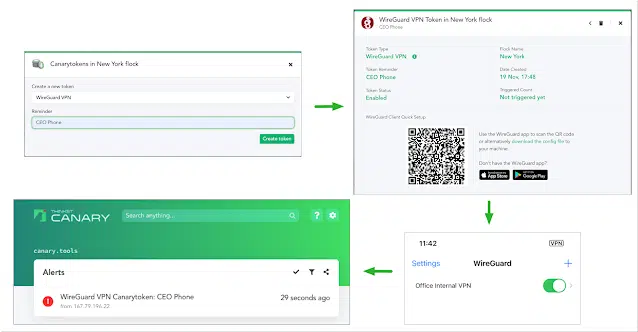 Canarytokens in New York flock
Create a new token
WireGuard VPN
Reminder
CEO Phone
Create token
WireGuard VPN Token in New York flock
CEO Phone
Token Type
WireGuard VPN
Flock Name
New York
Token Reminder
CEO Phone
Date Created
19 Nov, 17:48
Token Status
Enabled
Triggered Count
Not triggered yet
WireGuard Client Quick Setup
Use the WireGuard app to scan the QR code
or alternatively download the config file to
your machine.
Don't have the WireGuard app?
App Store
Google Play
THINKST
CANARY
Search anything...
?
canary.tools
Alerts
WireGuard VPN Canarytoken: CEO Phone
29 seconds ago
from 167.79.196.22
11:42
VPN
Settings
WireGuard
Office Internal VPN